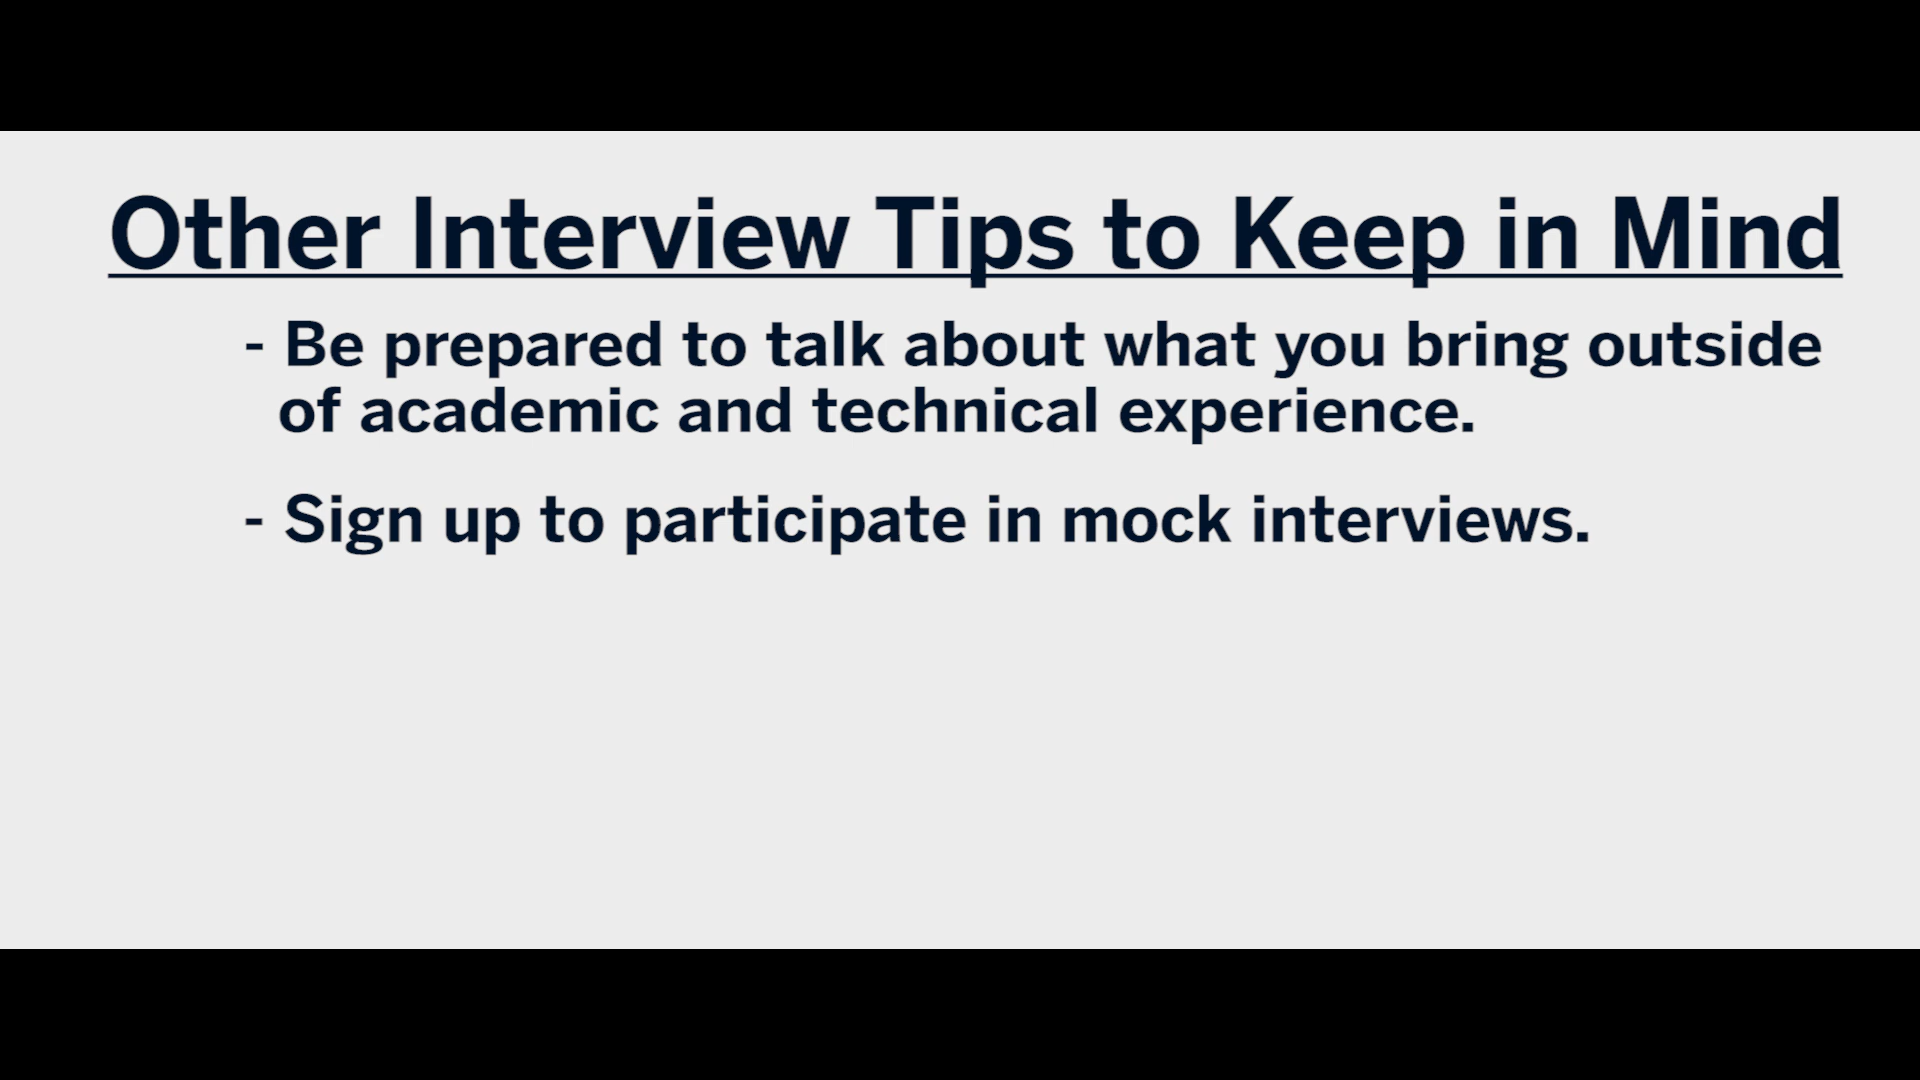 Other Interview Tips to Keep in Mind
- Be prepared to talk about what you bring outside
of academic and technical experience.
- Sign up to participate in mock interviews.